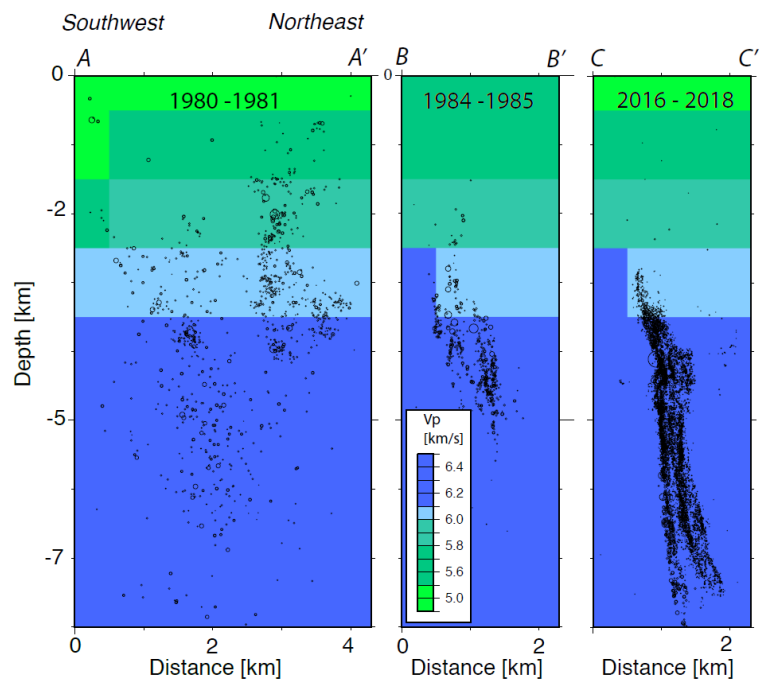 Southwest Northeast
A A' B B' C C'
0 1980 -1981 0 1984 -1985 2016 - 2018
-2
Depth [km]
-5
Vp
[km/s]
6.4
6.2
6.0
5.8
5.6
5.0
-7
0 2 4 0 2 0 2
Distance [km] Distance [km] Distance [km]